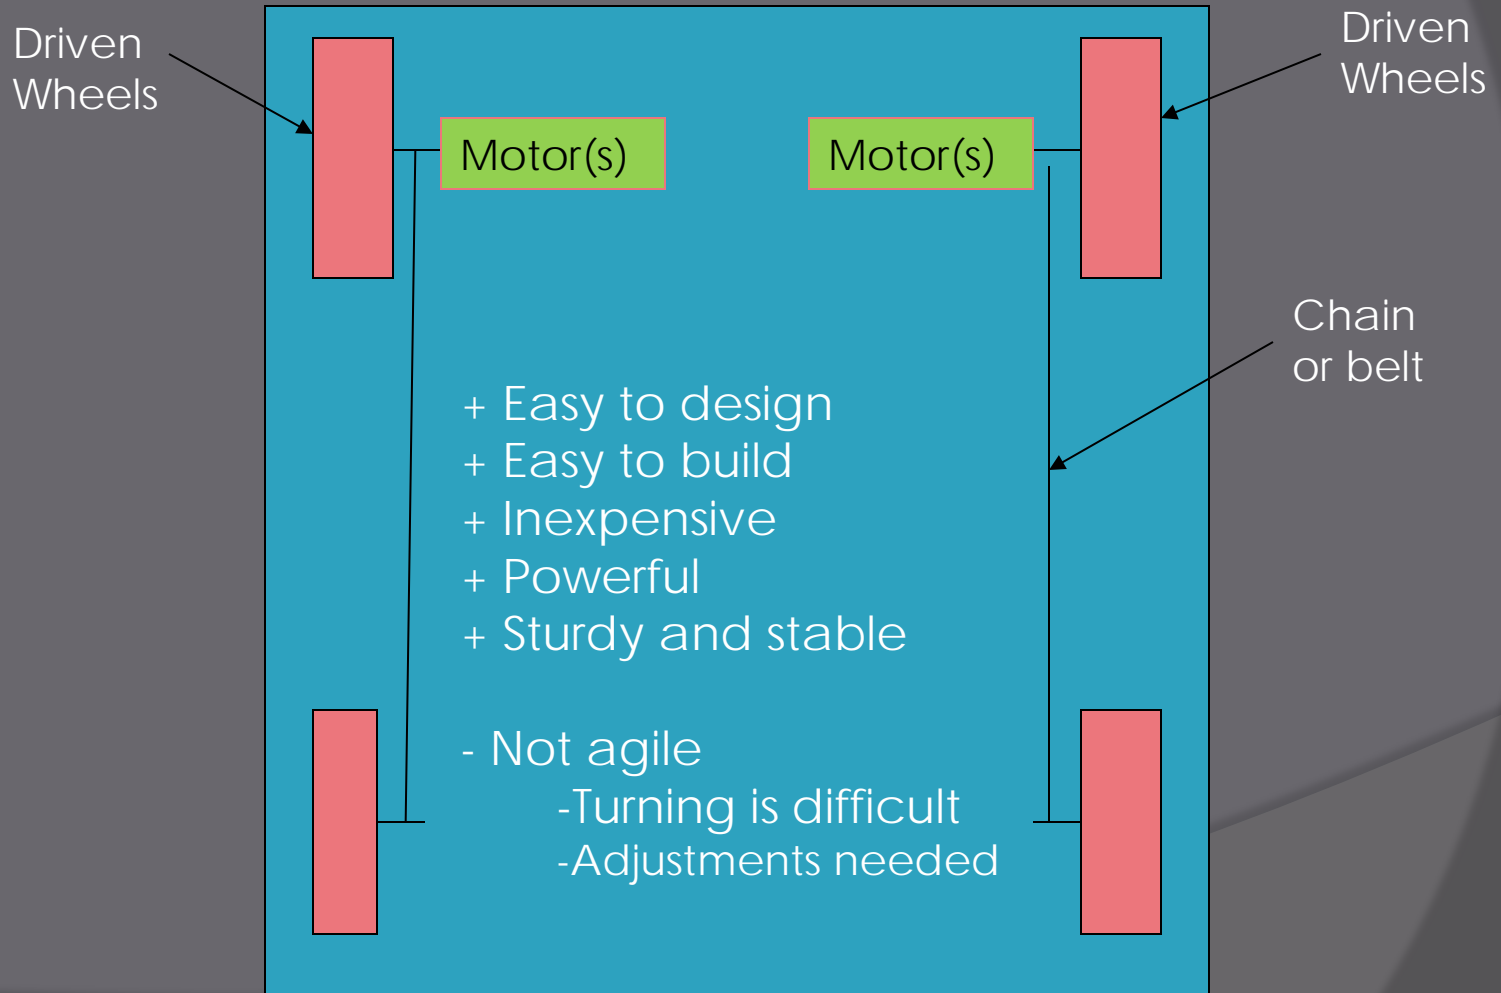 Driven
Wheels
Driven
Wheels
Motor(s)
Motor(s)
Chain
or belt
+ Easy to design
+ Easy to build
+ Inexpensive
+ Powerful
+ Sturdy and stable
- Not agile
-Turning is difficult
-Adjustments needed